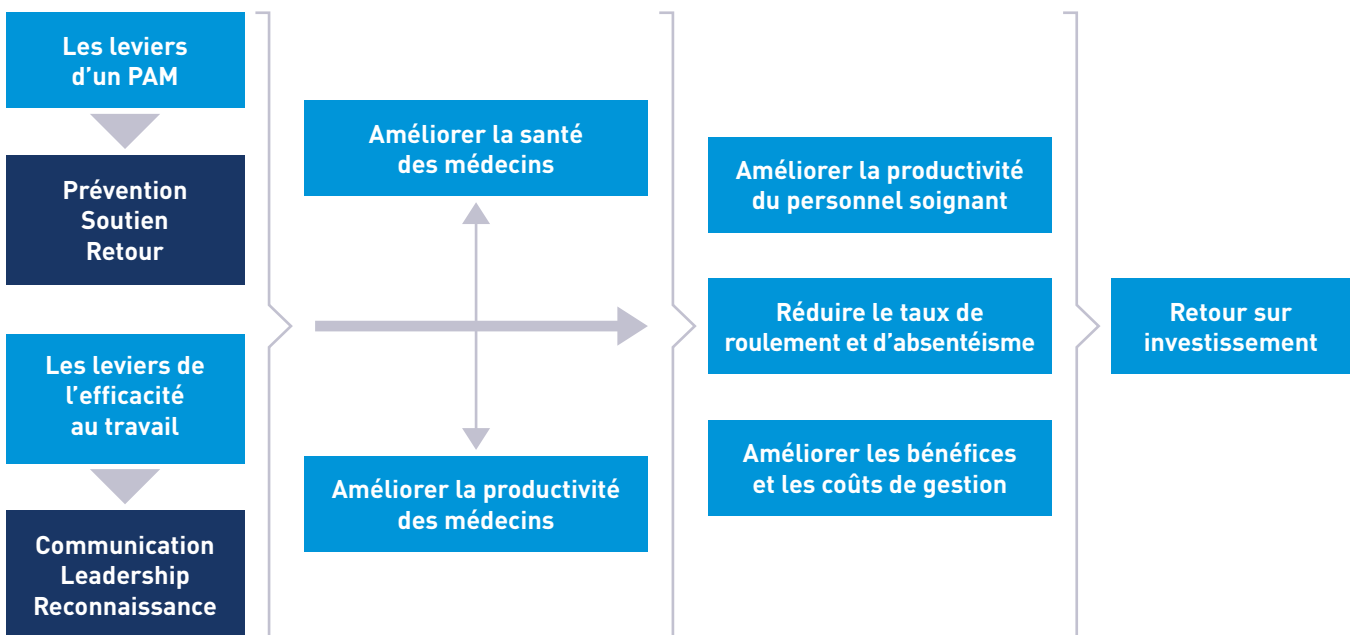 Les leviers
d’un PAM
Prévention
Soutien
Retour
Les leviers de
l’efficacité
au travail
Communication
Leadership
Reconnaissance
Améliorer la santé
des médecins
Améliorer la productivité
des médecins
Améliorer la productivité
du personnel soignant
Réduire le taux de
roulement et d’absentéisme
Améliorer les bénéfices
et les coûts de gestion
Retour sur
investissement